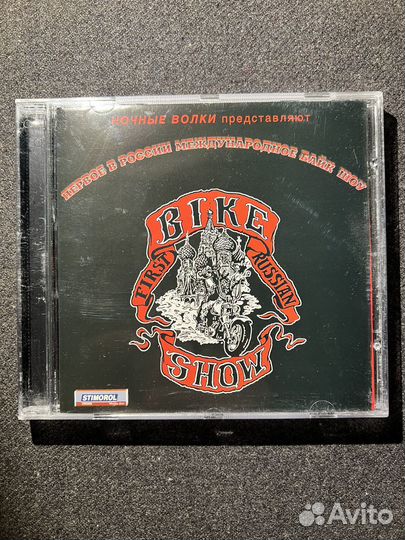 НОЧНЫЕ ВОЛКИ представляют
ПЕРВОЕ В РОССИИ МЕЖДУНАРОДНОЕ БАЙК ШОУ
BIKE
FIRST
RUSSIAN
SHOW
STIMOROL
Avito